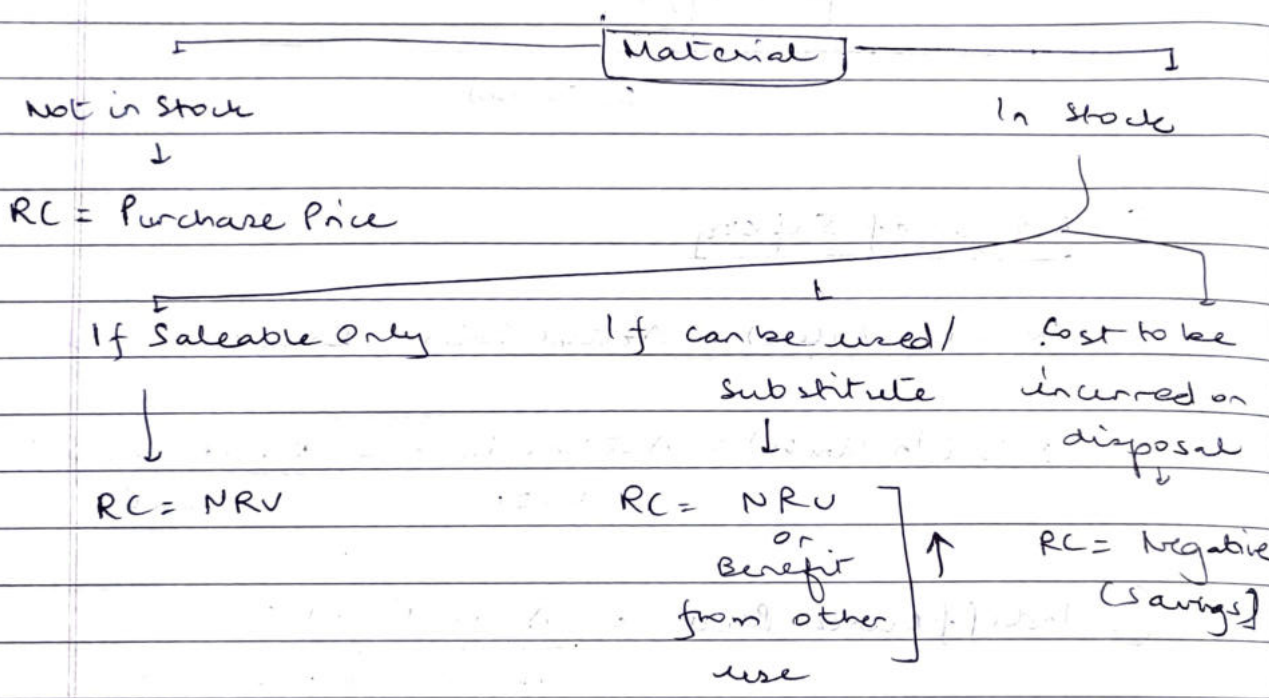 Material
Not in Stock
In stock
RC = Purchase Price
If Saleable Only
If can be used/
substitute
Cost to be
incurred on
disposal
RC = NRV
RC = NRV
or
Benefit
from other
use
RC = Negative
(Savings)